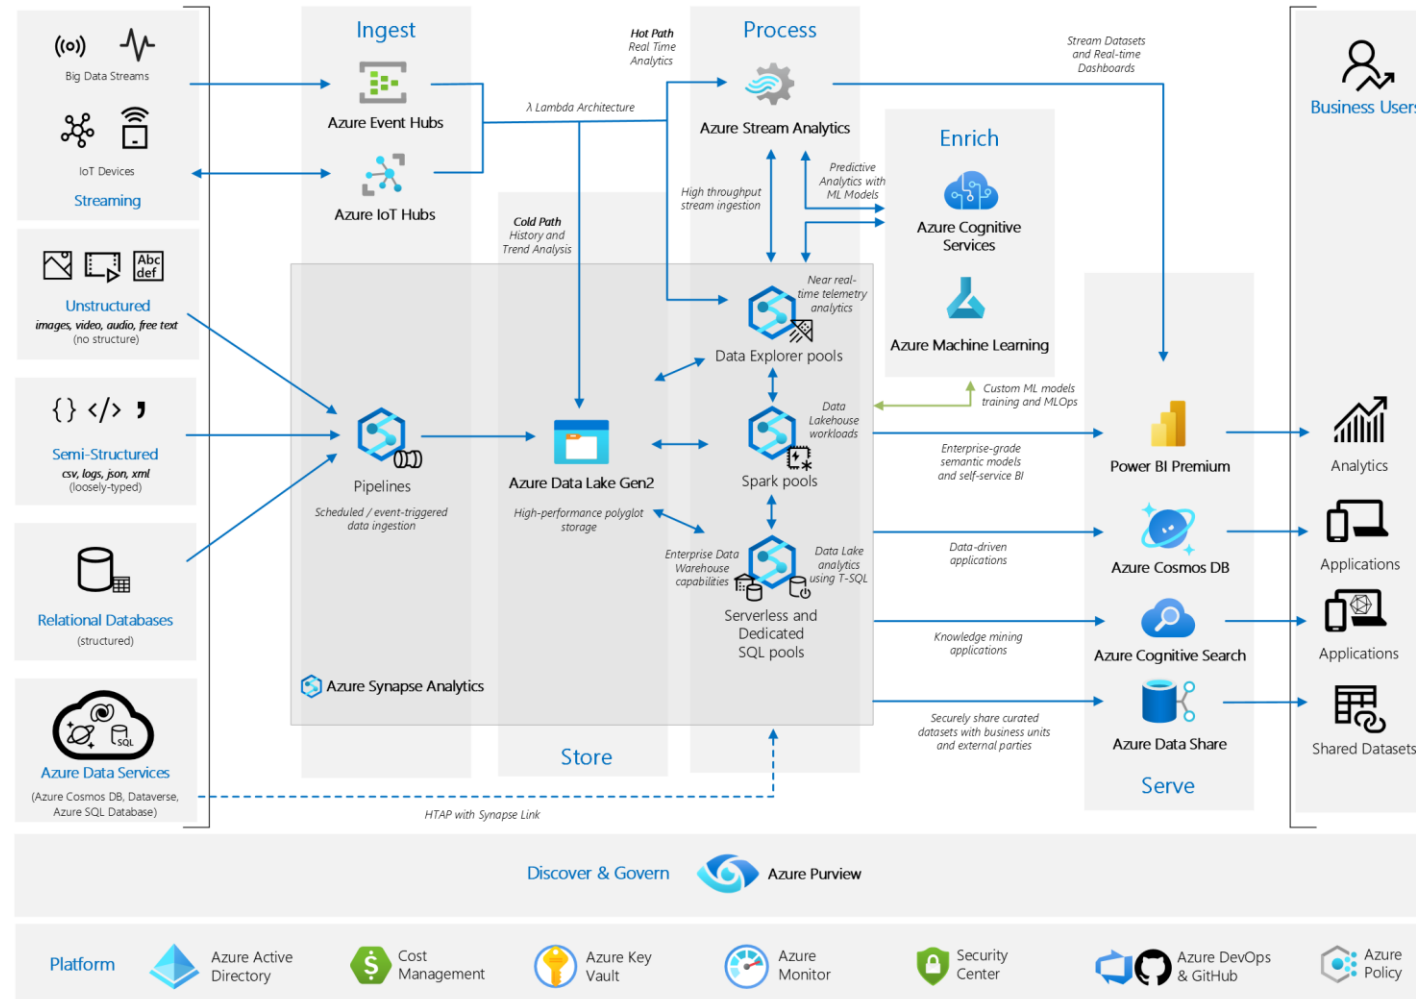 Ingest
Process
Hot Path
Real Time
Analytics
Stream Datasets
and Real-time
Dashboards
Big Data Streams
IoT Devices
Streaming
Azure Event Hubs
Azure IoT Hubs
λ Lambda Architecture
Azure Stream Analytics
Enrich
Business Users
High throughput
stream ingestion
Predictive
Analytics with
ML Models
Azure Cognitive
Services
Azure Machine Learning
Cold Path
History and
Trend Analysis
Abc
def
Unstructured
images, video, audio, free text
(no structure)
Near real-
time telemetry
analytics
Data Explorer pools
Custom ML models
training and MLOps
{ } </> ,
Semi-Structured
csv, logs, json, xml
(loosely-typed)
Pipelines
Scheduled / event-triggered
data ingestion
Azure Data Lake Gen2
High-performance polyglot
storage
Data
Lakehouse
workloads
Spark pools
Enterprise-grade
semantic models
and self-service BI
Power BI Premium
Analytics
Enterprise Data
Warehouse
capabilities
Data Lake
analytics
using T-SQL
Serverless and
Dedicated
SQL pools
Data-driven
applications
Azure Cosmos DB
Applications
Relational Databases
(structured)
Knowledge mining
applications
Azure Cognitive Search
Applications
Azure Synapse Analytics
Securely share curated
datasets with business units
and external parties
Azure Data Share
Shared Datasets
SQL
Azure Data Services
(Azure Cosmos DB, Dataverse,
Azure SQL Database)
Store
Serve
HTAP with Synapse Link
Discover & Govern
Azure Purview
Platform
Azure Active
Directory
Cost
Management
Azure Key
Vault
Azure
Monitor
Security
Center
Azure DevOps
& GitHub
Azure
Policy